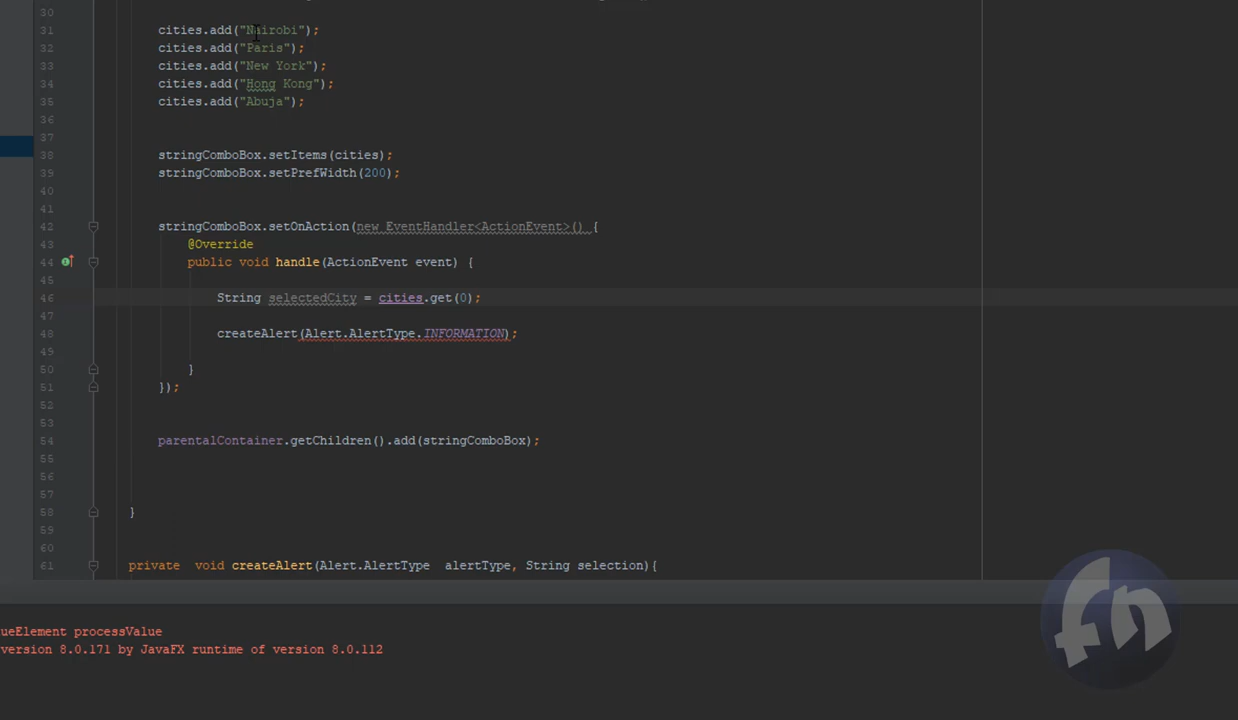 30
31 cities.add("Nairobi");
32 cities.add("Paris");
33 cities.add("New York");
34 cities.add("Hong Kong");
35 cities.add("Abuja");
36
37
38 stringComboBox.setItems(cities);
39 stringComboBox.setPrefWidth(200);
40
41
42 stringComboBox.setOnAction(new EventHandler<ActionEvent>() {
43 @Override
44 public void handle(ActionEvent event) {
45
46 String selectedCity = cities.get(0);
47
48 createAlert(Alert.AlertType.INFORMATION);
49
50 }
51 });
52
53
54 parentalContainer.getChildren().add(stringComboBox);
55
56
57
58 }
59
60
61 private void createAlert(Alert.AlertType alertType, String selection){
ueElement processValue
version 8.0.171 by JavaFX runtime of version 8.0.112
fn